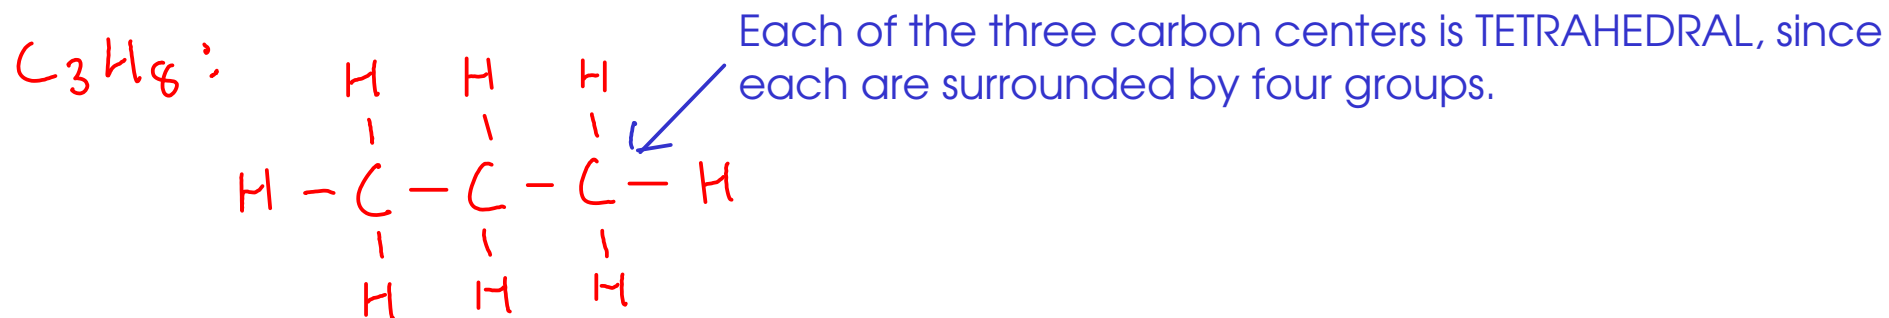 C₃H₈: Each of the three carbon centers is TETRAHEDRAL, since
each are surrounded by four groups.
H H H
H - C - C - C - H
H H H